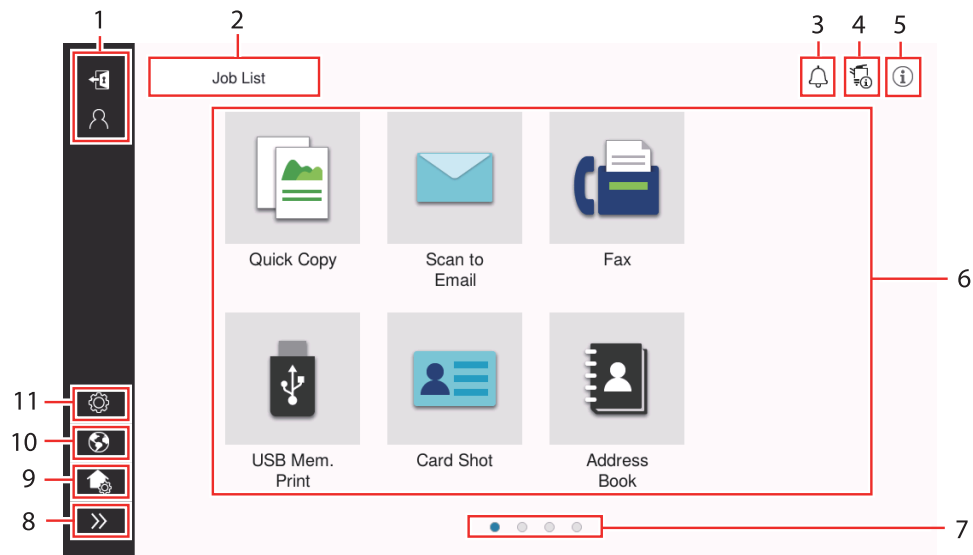 1
2
3
4
5
Job List
Quick Copy
Scan to
Email
Fax
6
USB Mem.
Print
Card Shot
Address
Book
11
10
9
8
7